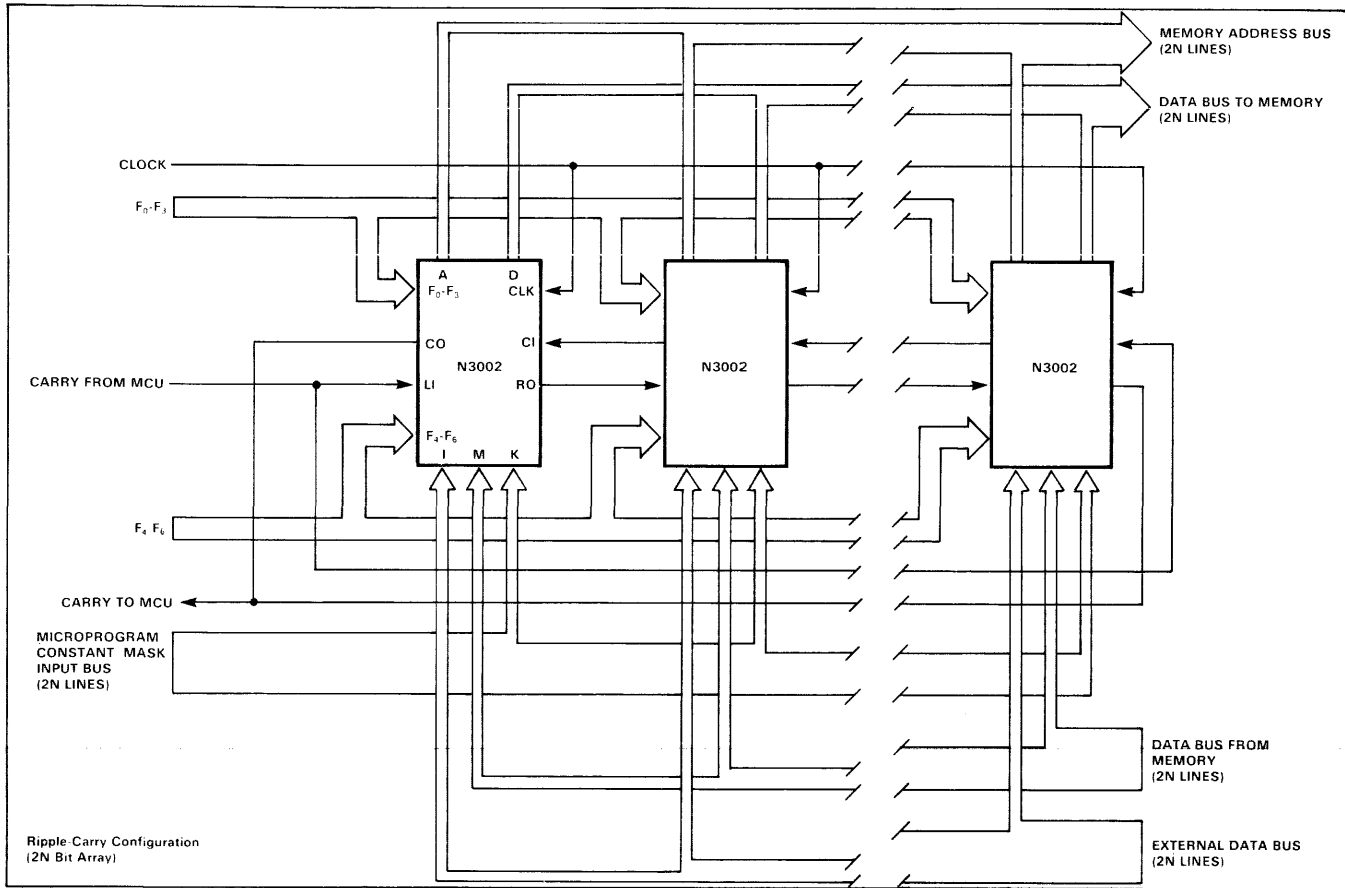 MEMORY ADDRESS BUS
(2N LINES)
DATA BUS TO MEMORY
(2N LINES)
CLOCK
F₀-F₃
A D
F₀-F₃ CLK
CO CI
N3002
LI RO
F₄-F₆
I M K
N3002
N3002
CARRY FROM MCU
F₄-F₆
CARRY TO MCU
MICROPROGRAM
CONSTANT MASK
INPUT BUS
(2N LINES)
DATA BUS FROM
MEMORY
(2N LINES)
EXTERNAL DATA BUS
(2N LINES)
Ripple-Carry Configuration
(2N Bit Array)